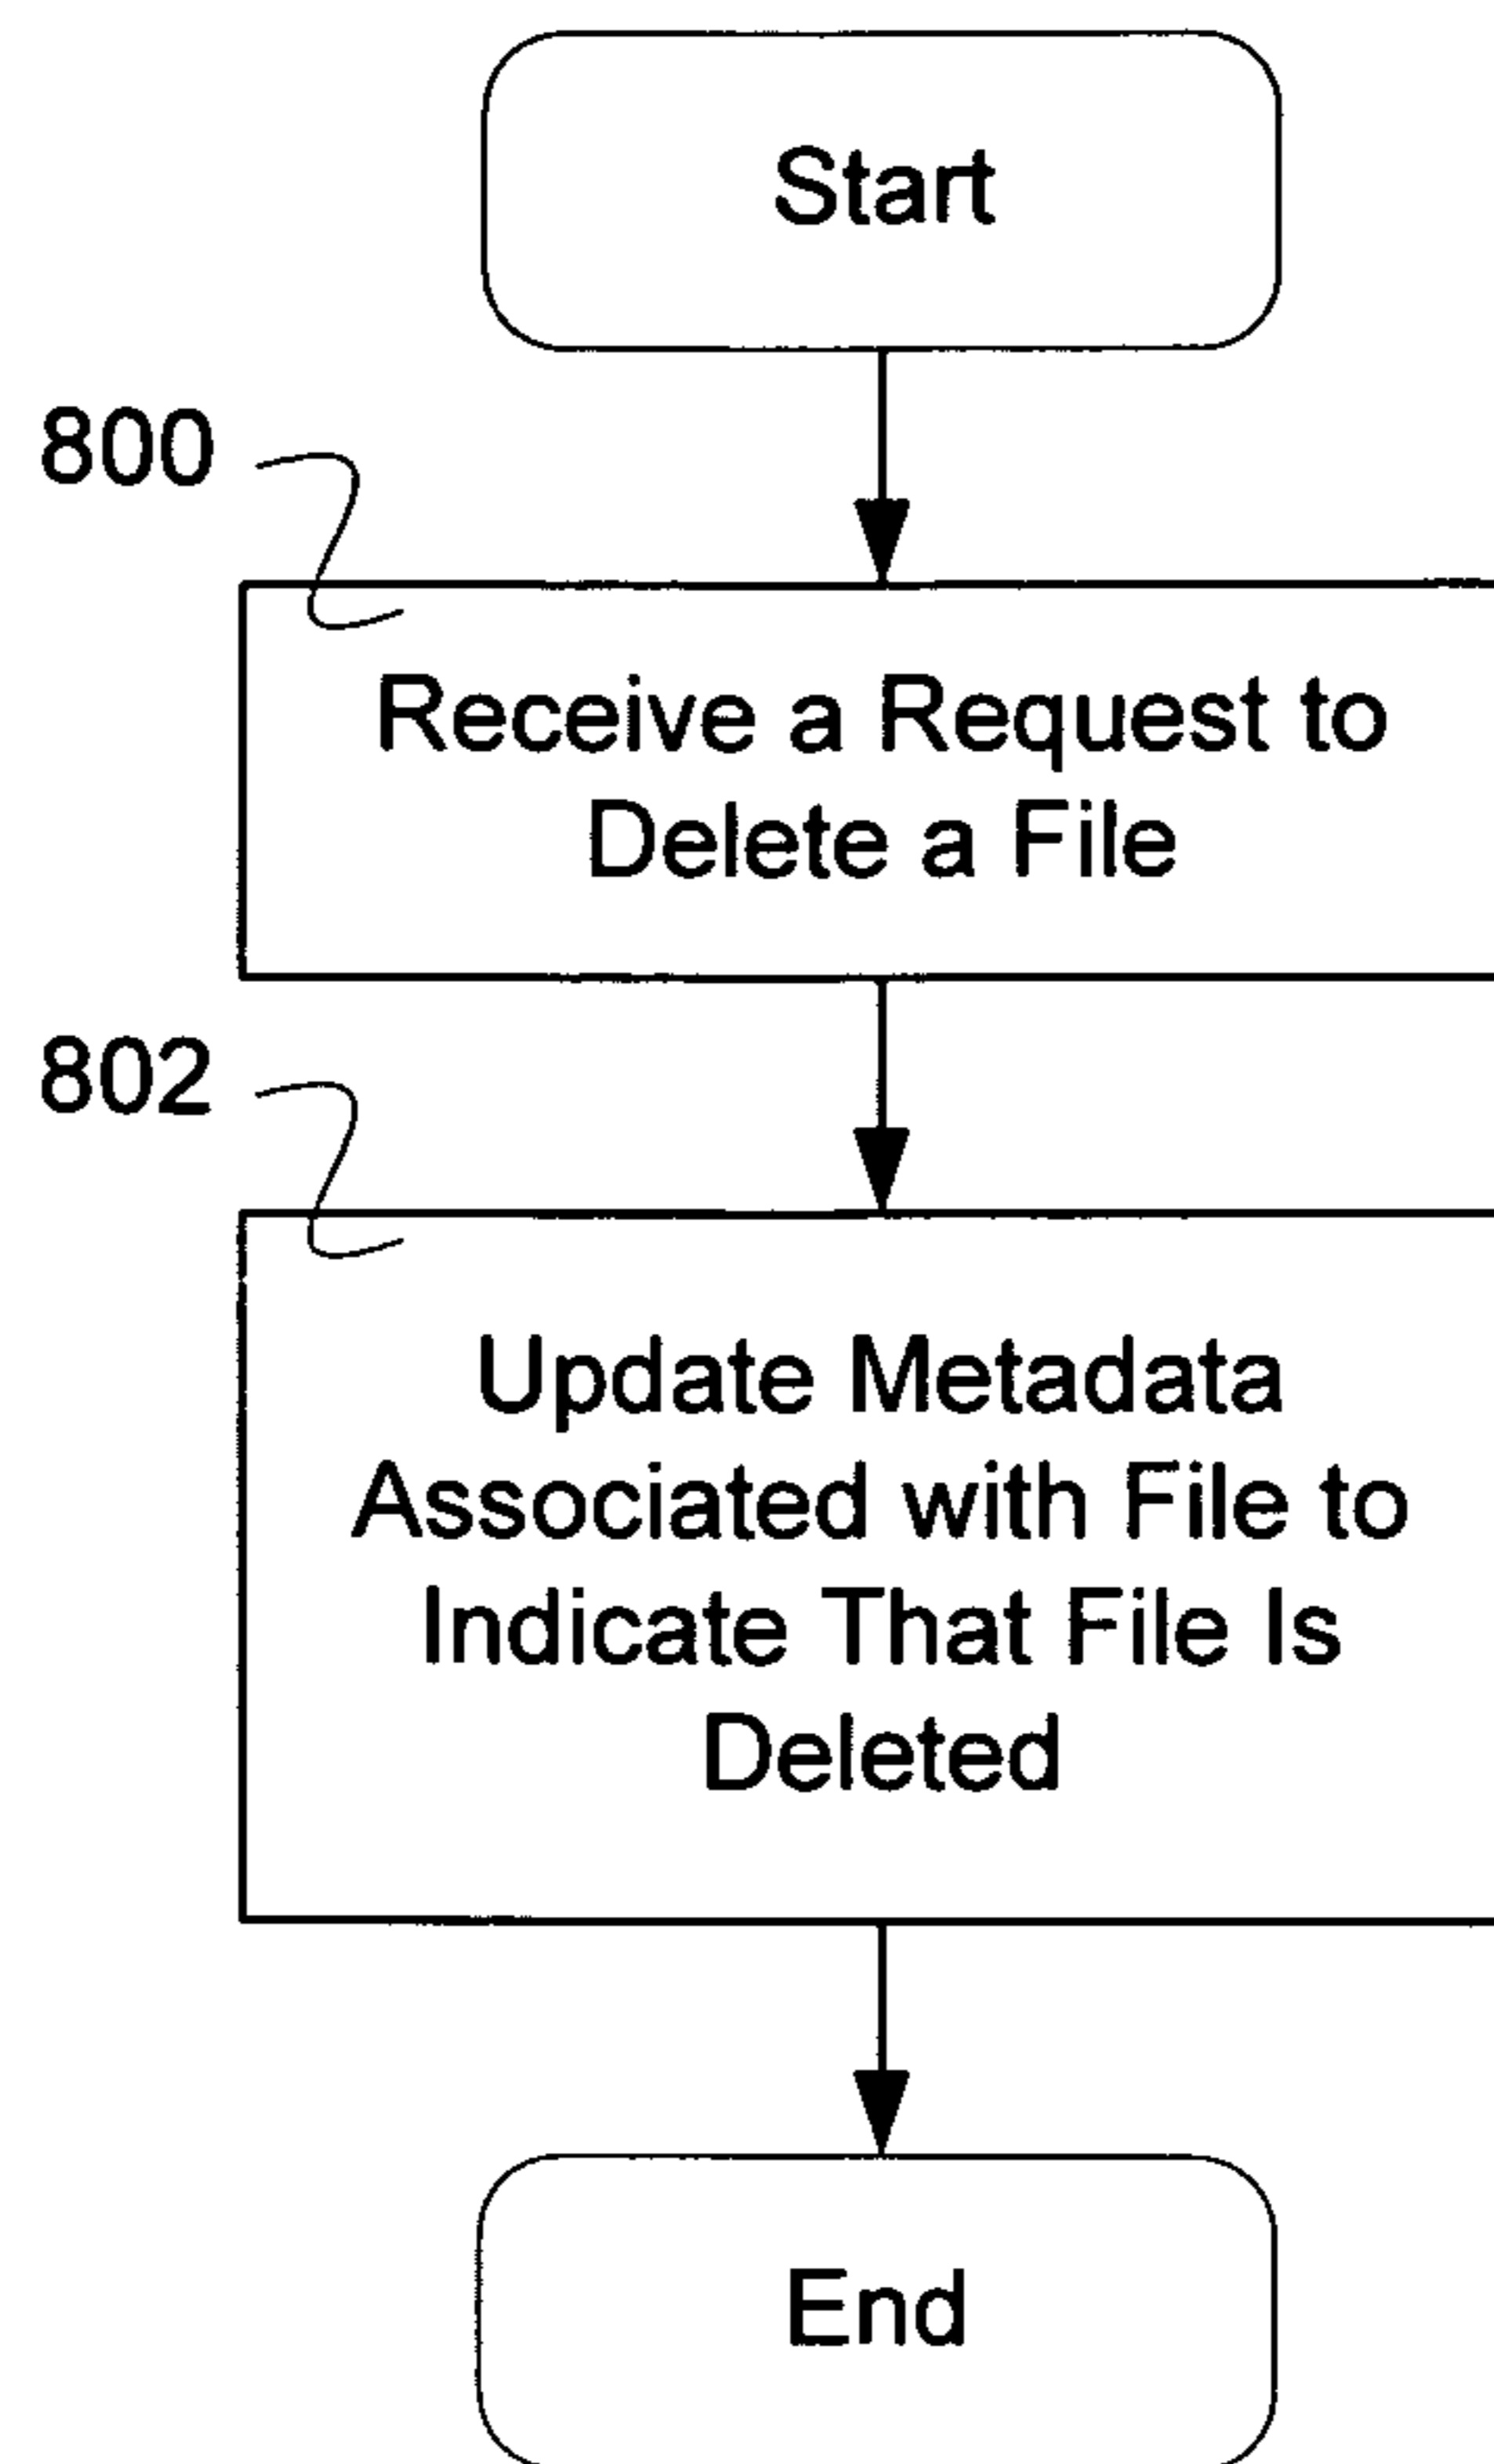 Start
800
Receive a Request to
Delete a File
802
Update Metadata
Associated with File to
Indicate That File Is
Deleted
End